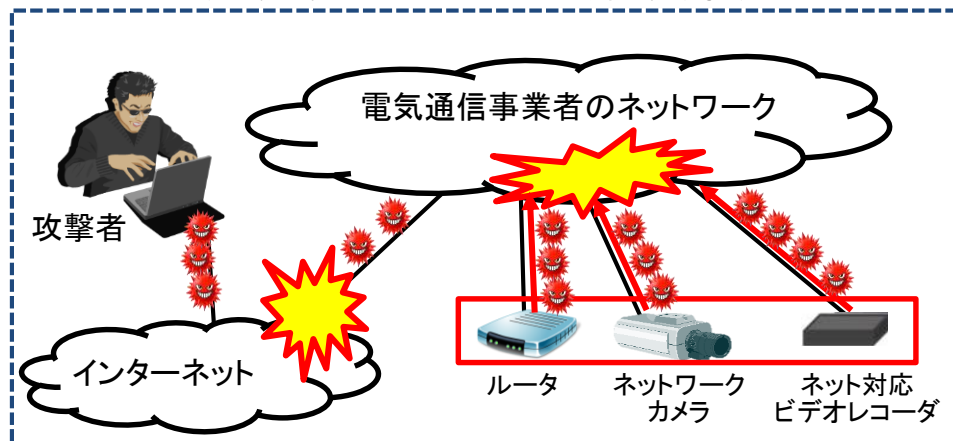 電気通信事業者のネットワーク
攻撃者
インターネット
ルータ
ネットワーク
カメラ
ネット対応
ビデオレコーダ